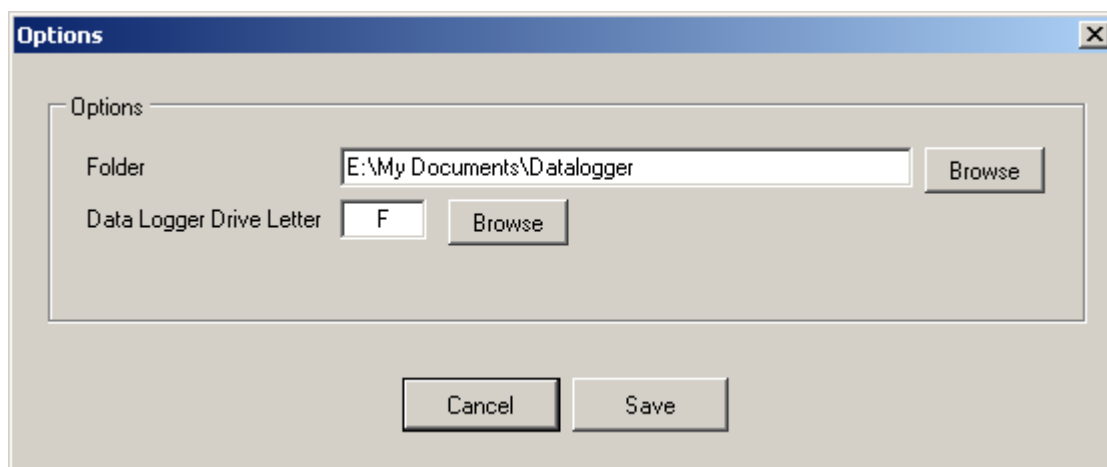 Options
Options
Folder E:\My Documents\Datalogger Browse
Data Logger Drive Letter F Browse
Cancel Save